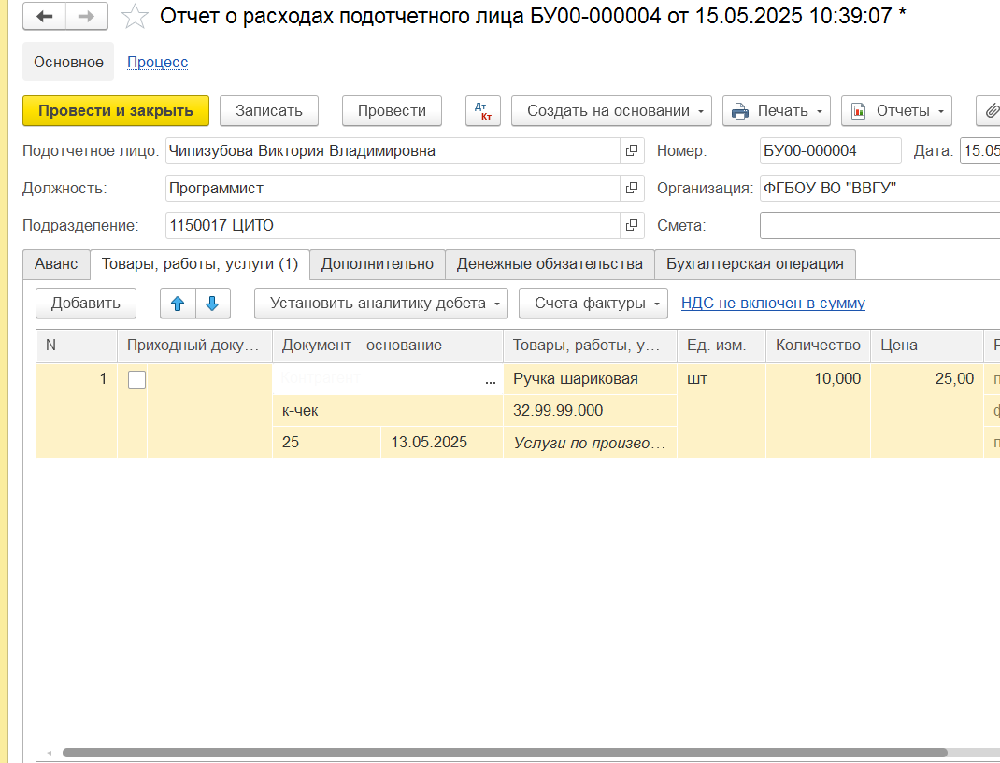 Отчет о расходах подотчетного лица БУ00-000004 от 15.05.2025 10:39:07 *
Основное Процесс
Провести и закрыть Записать Провести Дт Кт Создать на основании Печать Отчеты
Подотчетное лицо: Чипизубова Виктория Владимировна Номер: БУ00-000004 Дата: 15.05
Должность: Программист Организация: ФГБОУ ВО "ВВГУ"
Подразделение: 1150017 ЦИТО Смета:
Аванс Товары, работы, услуги (1) Дополнительно Денежные обязательства Бухгалтерская операция
Добавить Установить аналитику дебета Счета-фактуры НДС не включен в сумму
N Приходный доку... Документ - основание Товары, работы, у... Ед. изм. Количество Цена
1 Контрагент ... Ручка шариковая шт 10,000 25,00
к-чек 32.99.99.000
25 13.05.2025 Услуги по произво...